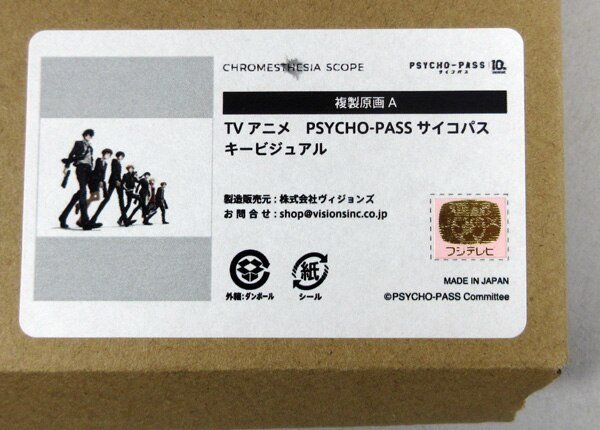 CHROMESTHESIA SCOPE
PSYCHO-PASS
サイコパス
10th
複製原画 A
TV アニメ PSYCHO-PASS サイコパス
キービジュアル
製造販売元：株式会社ヴィジョンズ
お問合せ：shop@visionsinc.co.jp
外箱：ダンボール
紙
シール
フジテレビ
MADE IN JAPAN
©PSYCHO-PASS Committee